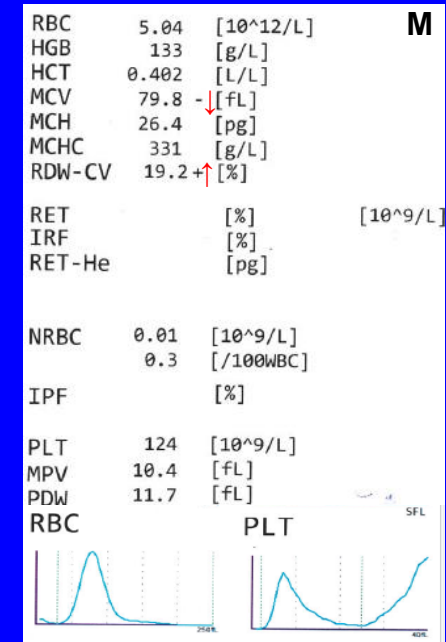 M
RBC 5.04 [10^12/L]
HGB 133 [g/L]
HCT 0.402 [L/L]
MCV 79.8 - ↓[fL]
MCH 26.4 [pg]
MCHC 331 [g/L]
RDW-CV 19.2+↑[%]
RET [%] [10^9/L]
IRF [%]
RET-He [pg]
NRBC 0.01 [10^9/L]
0.3 [/100WBC]
IPF [%]
PLT 124 [10^9/L]
MPV 10.4 [fL]
PDW 11.7 [fL]
RBC PLT SFL
250fL 40fL